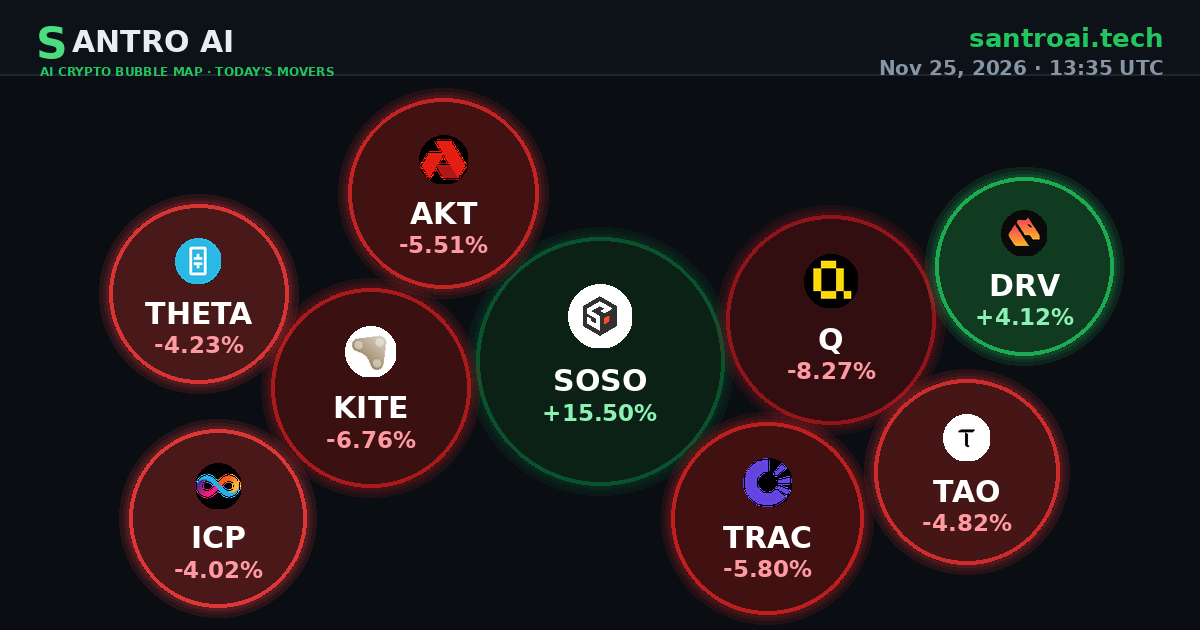 SANTRO AI
AI CRYPTO BUBBLE MAP · TODAY'S MOVERS
santroai.tech
Nov 25, 2026 · 13:35 UTC
AKT
-5.51%
THETA
-4.23%
KITE
-6.76%
SOSO
+15.50%
Q
-8.27%
DRV
+4.12%
ICP
-4.02%
TRAC
-5.80%
TAO
-4.82%